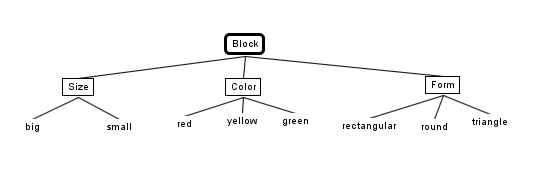 Block
Size
Color
Form
big
small
red
yellow
green
rectangular
round
triangle